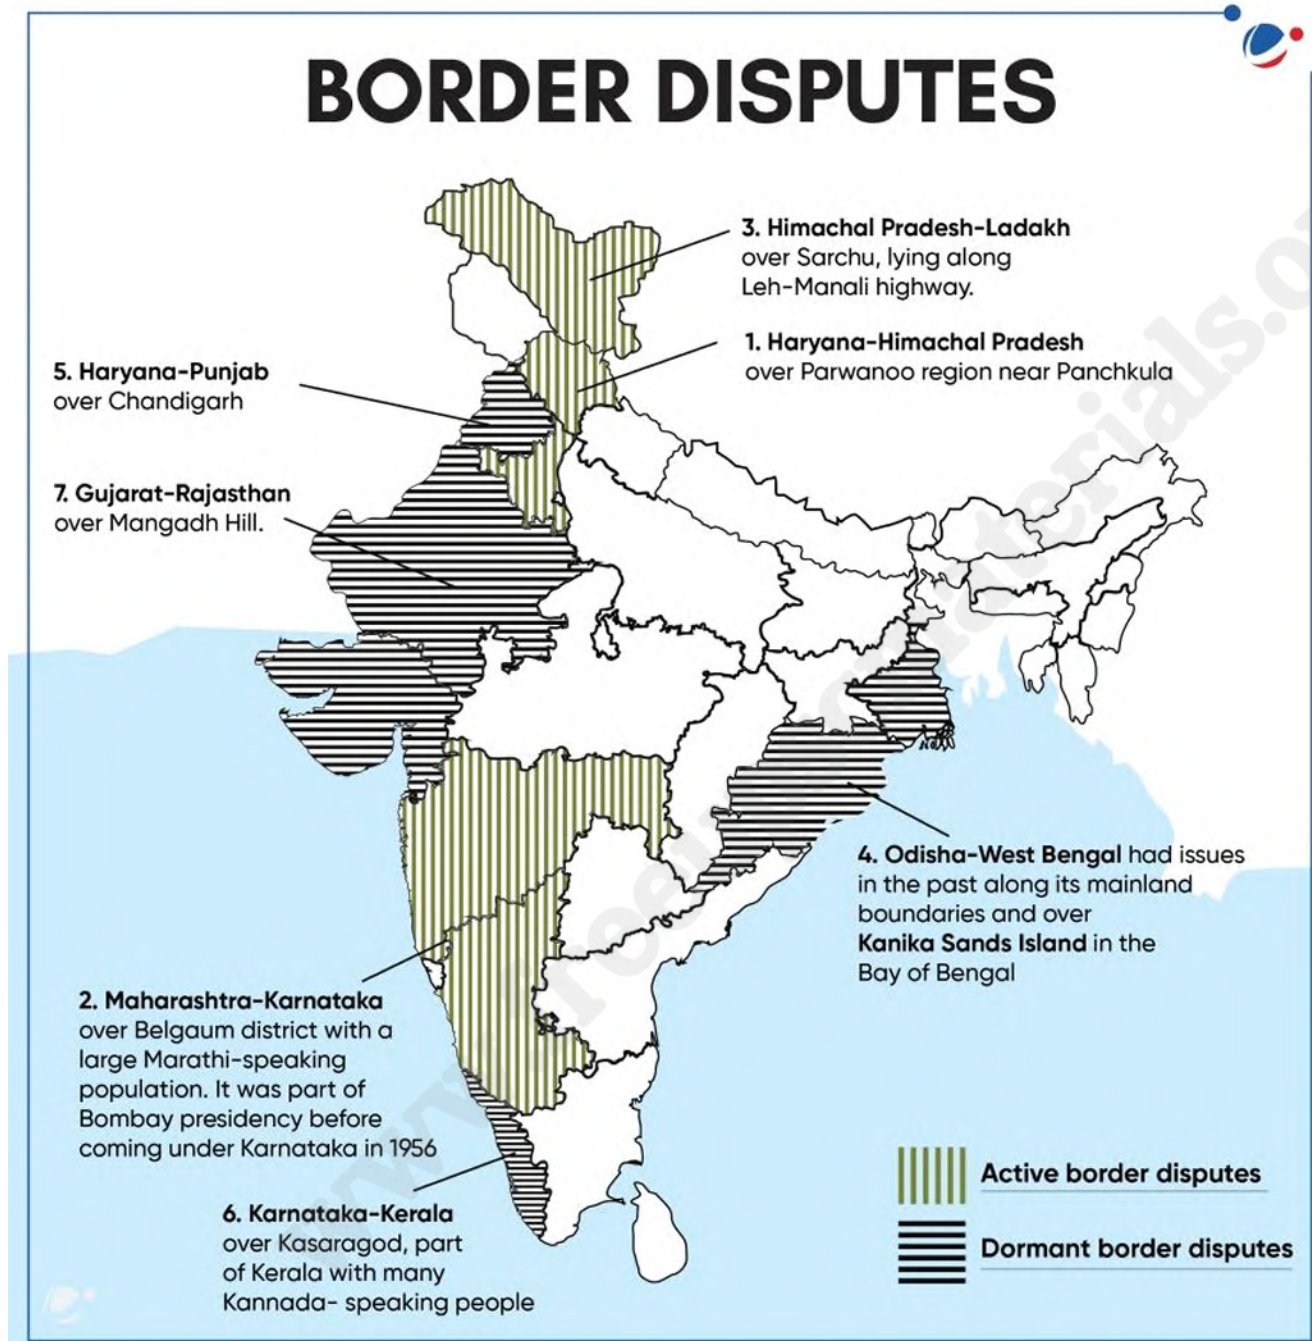 BORDER DISPUTES
3. Himachal Pradesh-Ladakh
over Sarchu, lying along
Leh-Manali highway.
1. Haryana-Himachal Pradesh
over Parwanoo region near Panchkula
5. Haryana-Punjab
over Chandigarh
7. Gujarat-Rajasthan
over Mangadh Hill.
4. Odisha-West Bengal had issues
in the past along its mainland
boundaries and over
Kanika Sands Island in the
Bay of Bengal
2. Maharashtra-Karnataka
over Belgaum district with a
large Marathi-speaking
population. It was part of
Bombay presidency before
coming under Karnataka in 1956
6. Karnataka-Kerala
over Kasaragod, part
of Kerala with many
Kannada- speaking people
Active border disputes
Dormant border disputes